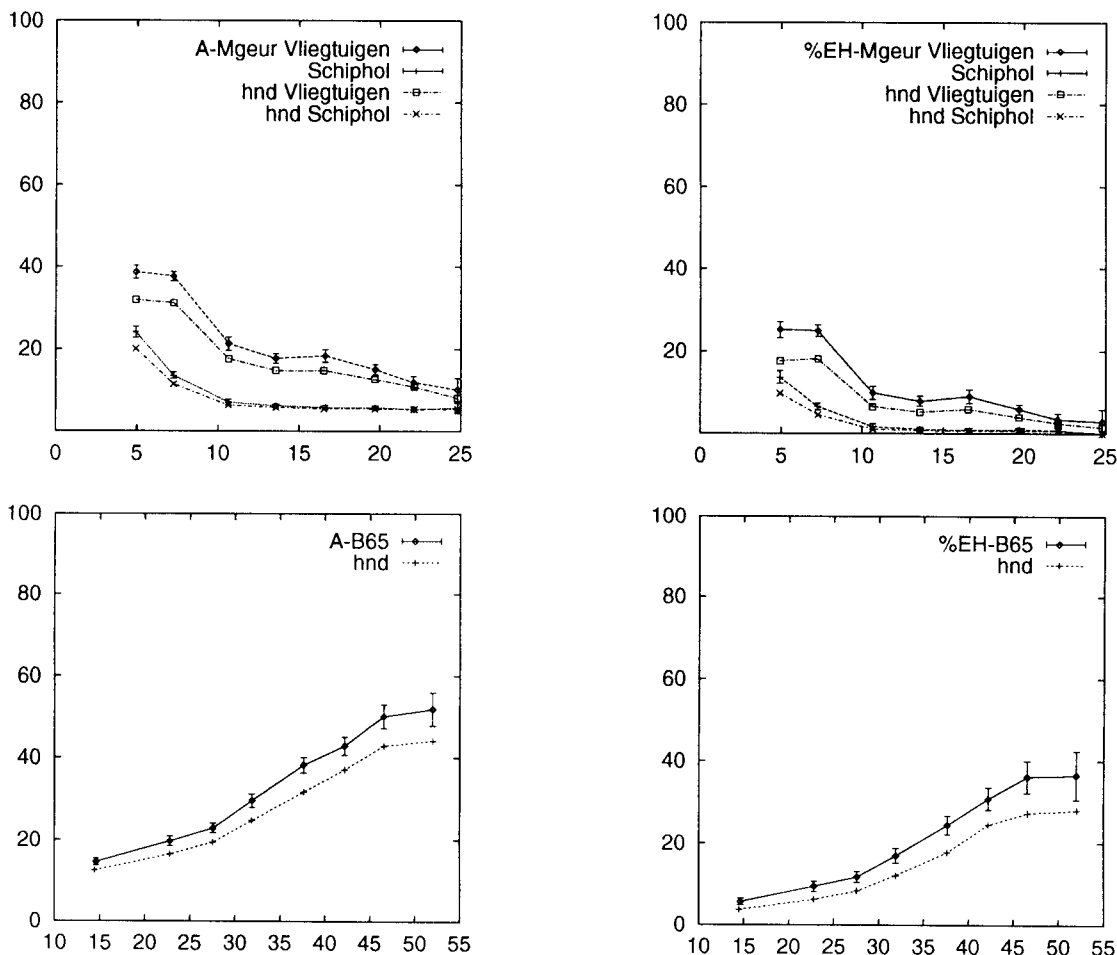 100
80
60
40
20
0 5 10 15 20 25
A-Mgeur Vliegtuigen
Schiphol
hnd Vliegtuigen
hnd Schiphol
100
80
60
40
20
0 5 10 15 20 25
%EH-Mgeur Vliegtuigen
Schiphol
hnd Vliegtuigen
hnd Schiphol
100
80
60
40
20
0
10 15 20 25 30 35 40 45 50 55
A-B65
hnd
100
80
60
40
20
0
10 15 20 25 30 35 40 45 50 55
%EH-B65
hnd